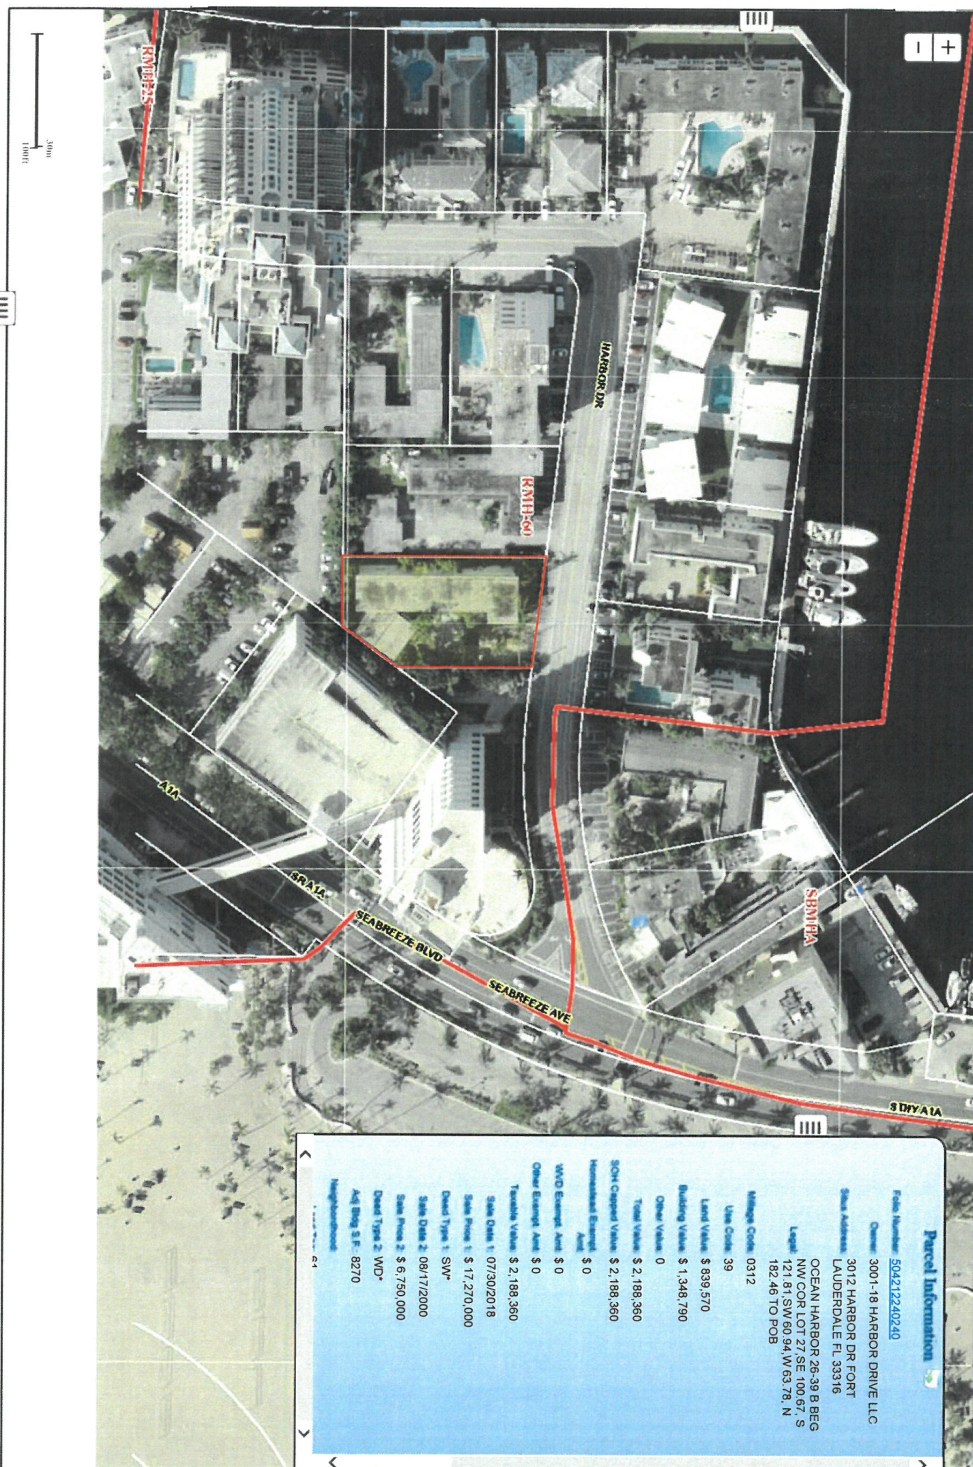 +
−
RMH-25
HARBOR DR
RMH-60
A1A
SR A1A
SEABREEZE BLVD
SEABREEZE AVE
SBMHA
STHY A1A
30m
100ft
Parcel Information
Folio Number: 504212240240
Owner: 3001-18 HARBOR DRIVE LLC
Situs Address: 3012 HARBOR DR FORT
LAUDERDALE FL 33316
OCEAN HARBOR 26-39 B BEG
Legal: NW COR LOT 27,SE 100.67, S
121.81,SW 60.94,W 63.78, N
182.46 TO POB
Millage Code: 0312
Use Code: 39
Land Value: $ 839,570
Building Value: $ 1,348,790
Other Value: 0
Total Value: $ 2,188,360
SOH Capped Value: $ 2,188,360
Homestead Exempt Amt: $ 0
WVD Exempt Amt: $ 0
Other Exempt Amt: $ 0
Taxable Value: $ 2,188,360
Sale Date 1: 07/30/2018
Sale Price 1: $ 17,270,000
Deed Type 1: SW*
Sale Date 2: 08/17/2000
Sale Price 2: $ 6,750,000
Deed Type 2: WD*
Adj Bldg S.F.: 8270
Neighborhood: